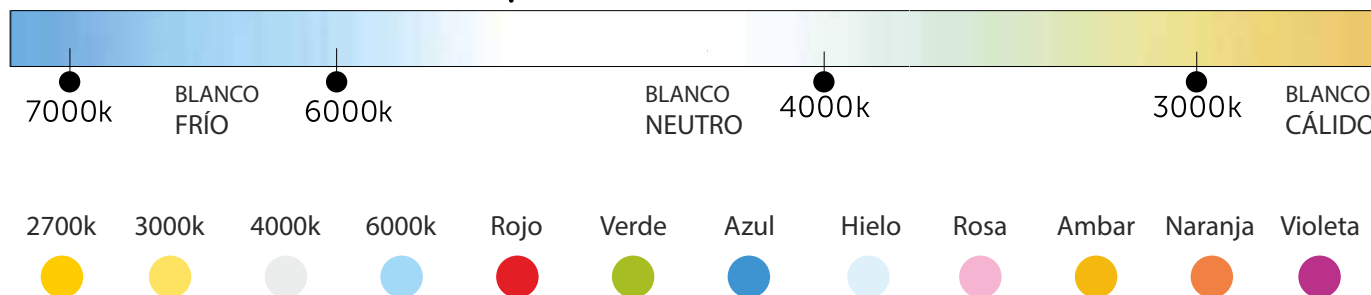 7000k
BLANCO
FRÍO
6000k
BLANCO
NEUTRO
4000k
3000k
BLANCO
CÁLIDO
2700k 3000k 4000k 6000k Rojo Verde Azul Hielo Rosa Ambar Naranja Violeta